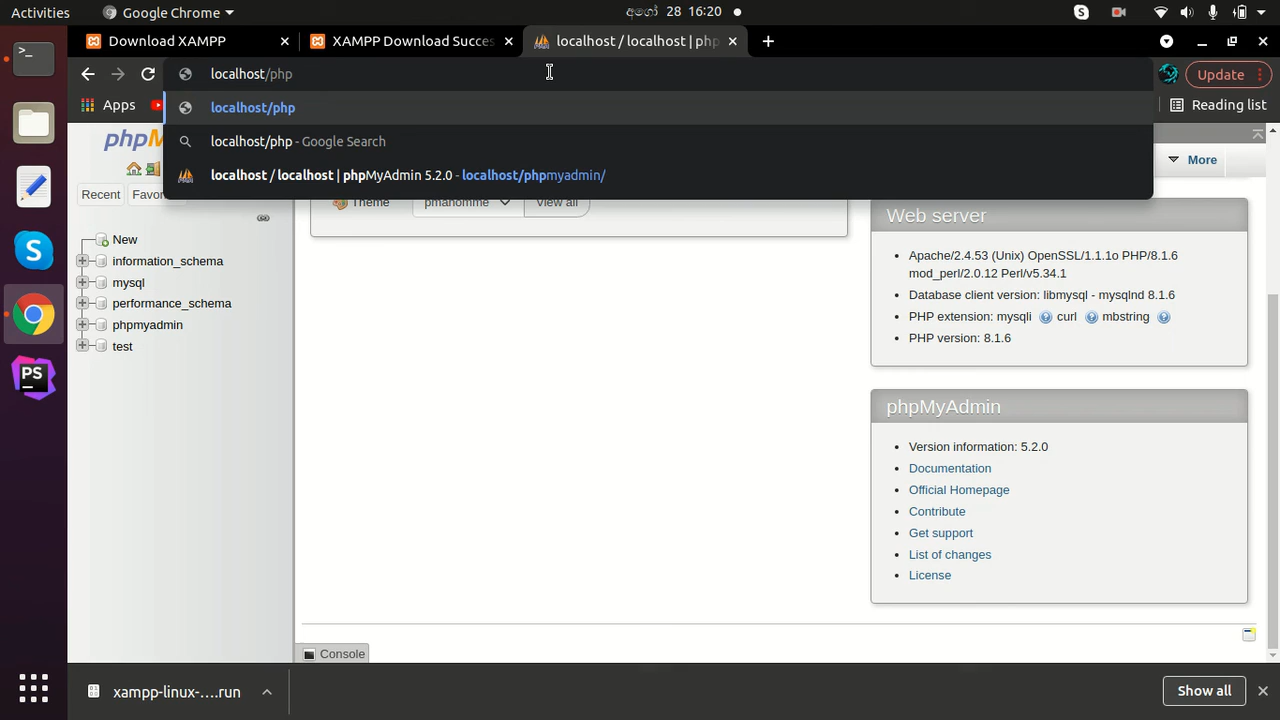 Activities
Google Chrome
අගෝ 28 16:20
Download XAMPP
XAMPP Download Succes
localhost / localhost | php
localhost/php
Update
localhost/php
Apps
Reading list
localhost/php - Google Search
localhost / localhost | phpMyAdmin 5.2.0 - localhost/phpmyadmin/
phpM
More
Recent
Favor
Theme
pmahomme
View all
New
information_schema
mysql
performance_schema
phpmyadmin
test
Web server
Apache/2.4.53 (Unix) OpenSSL/1.1.1o PHP/8.1.6
mod_perl/2.0.12 Perl/v5.34.1
Database client version: libmysql - mysqlnd 8.1.6
PHP extension: mysqli curl mbstring
PHP version: 8.1.6
phpMyAdmin
Version information: 5.2.0
Documentation
Official Homepage
Contribute
Get support
List of changes
License
Console
PS
xampp-linux-....run
Show all